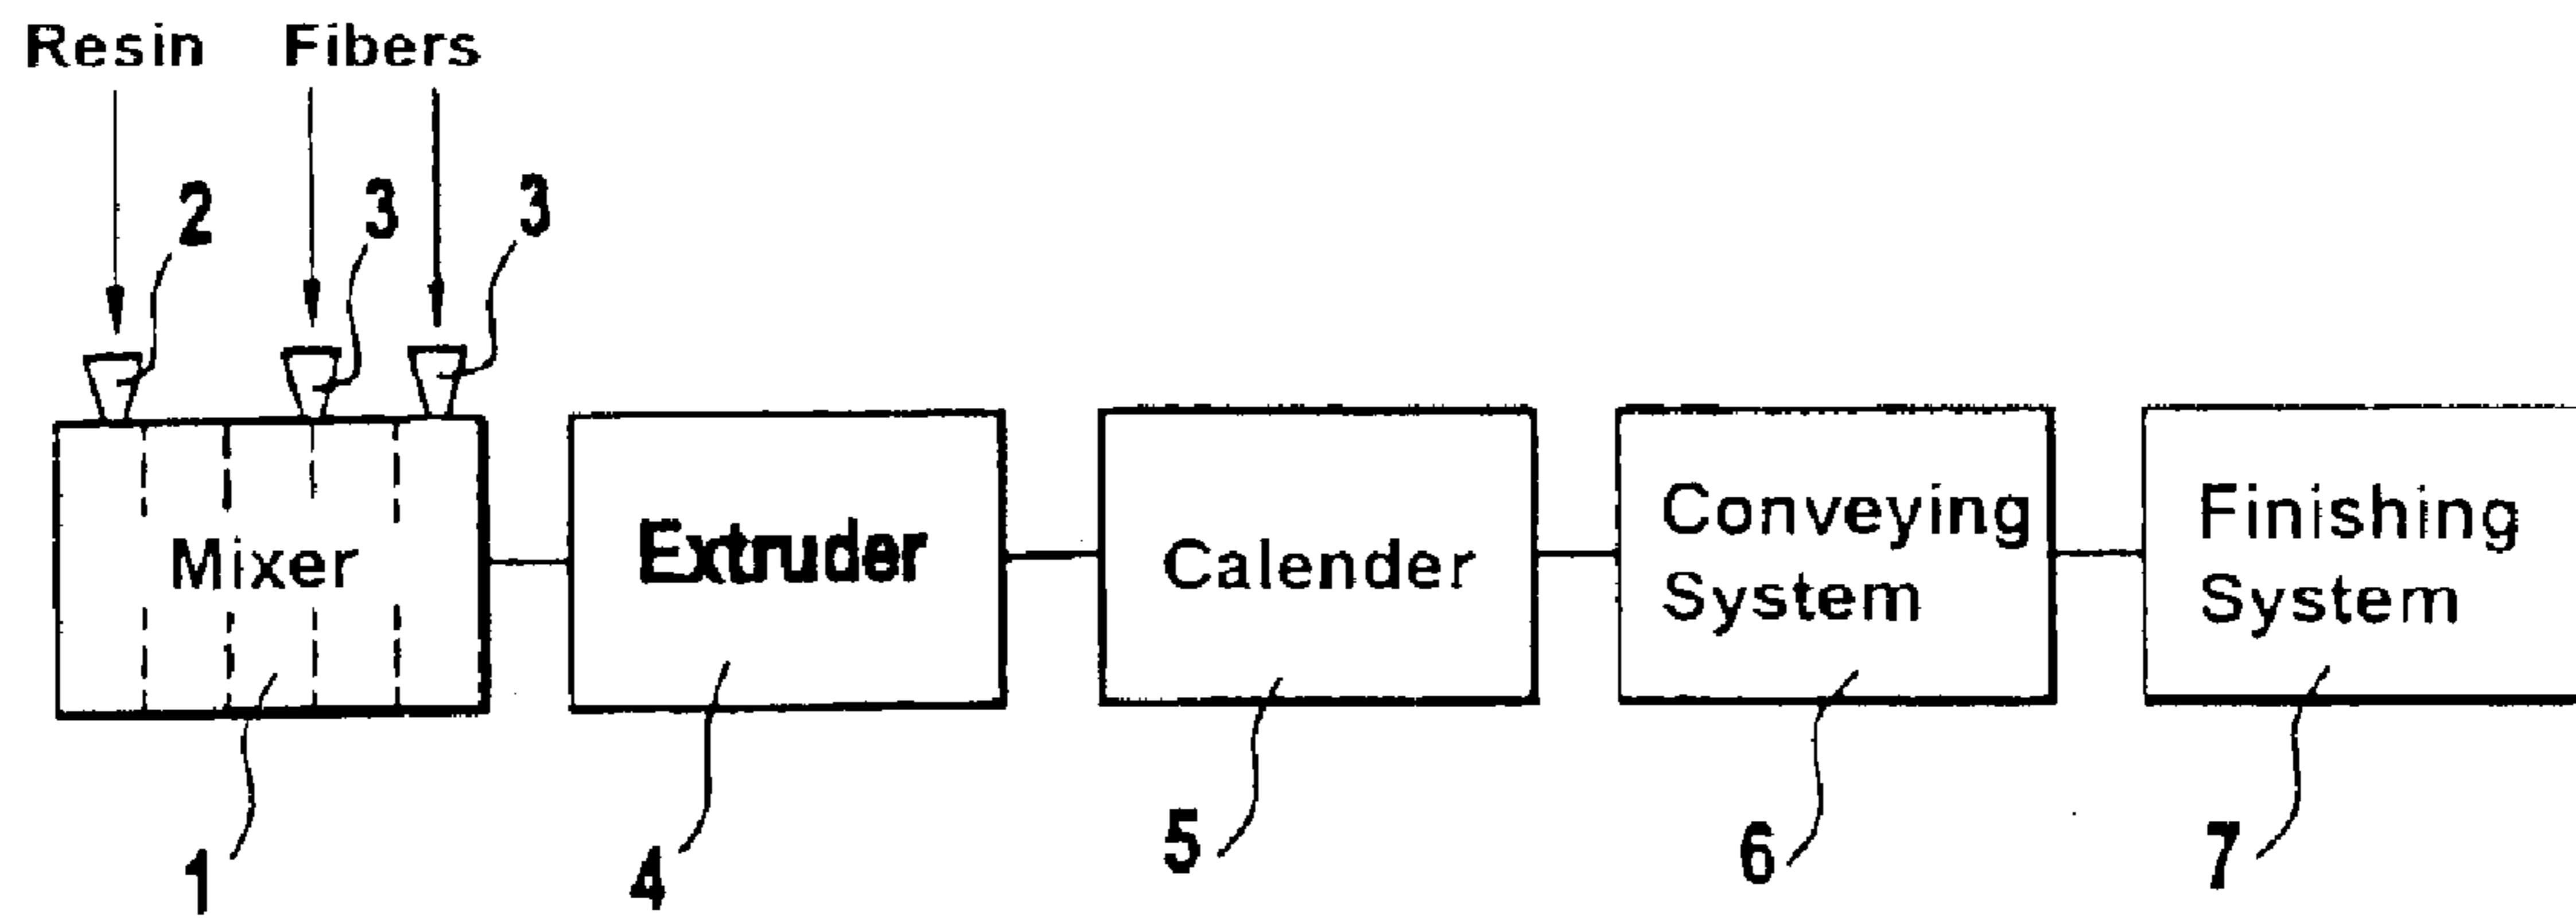 Resin Fibers
2 3 3
Mixer
Extruder
Calender
Conveying
System
Finishing
System
1 4 5 6 7